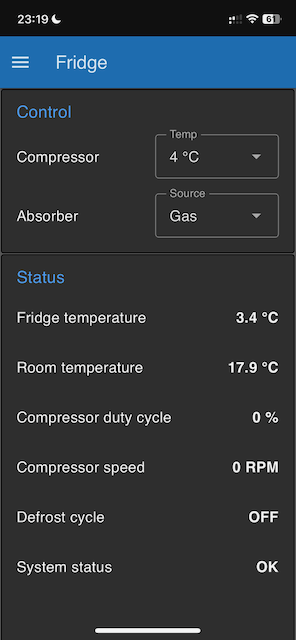 23:19 61
Fridge
Control
Temp
Compressor 4 °C
Source
Absorber Gas
Status
Fridge temperature 3.4 °C
Room temperature 17.9 °C
Compressor duty cycle 0 %
Compressor speed 0 RPM
Defrost cycle OFF
System status OK